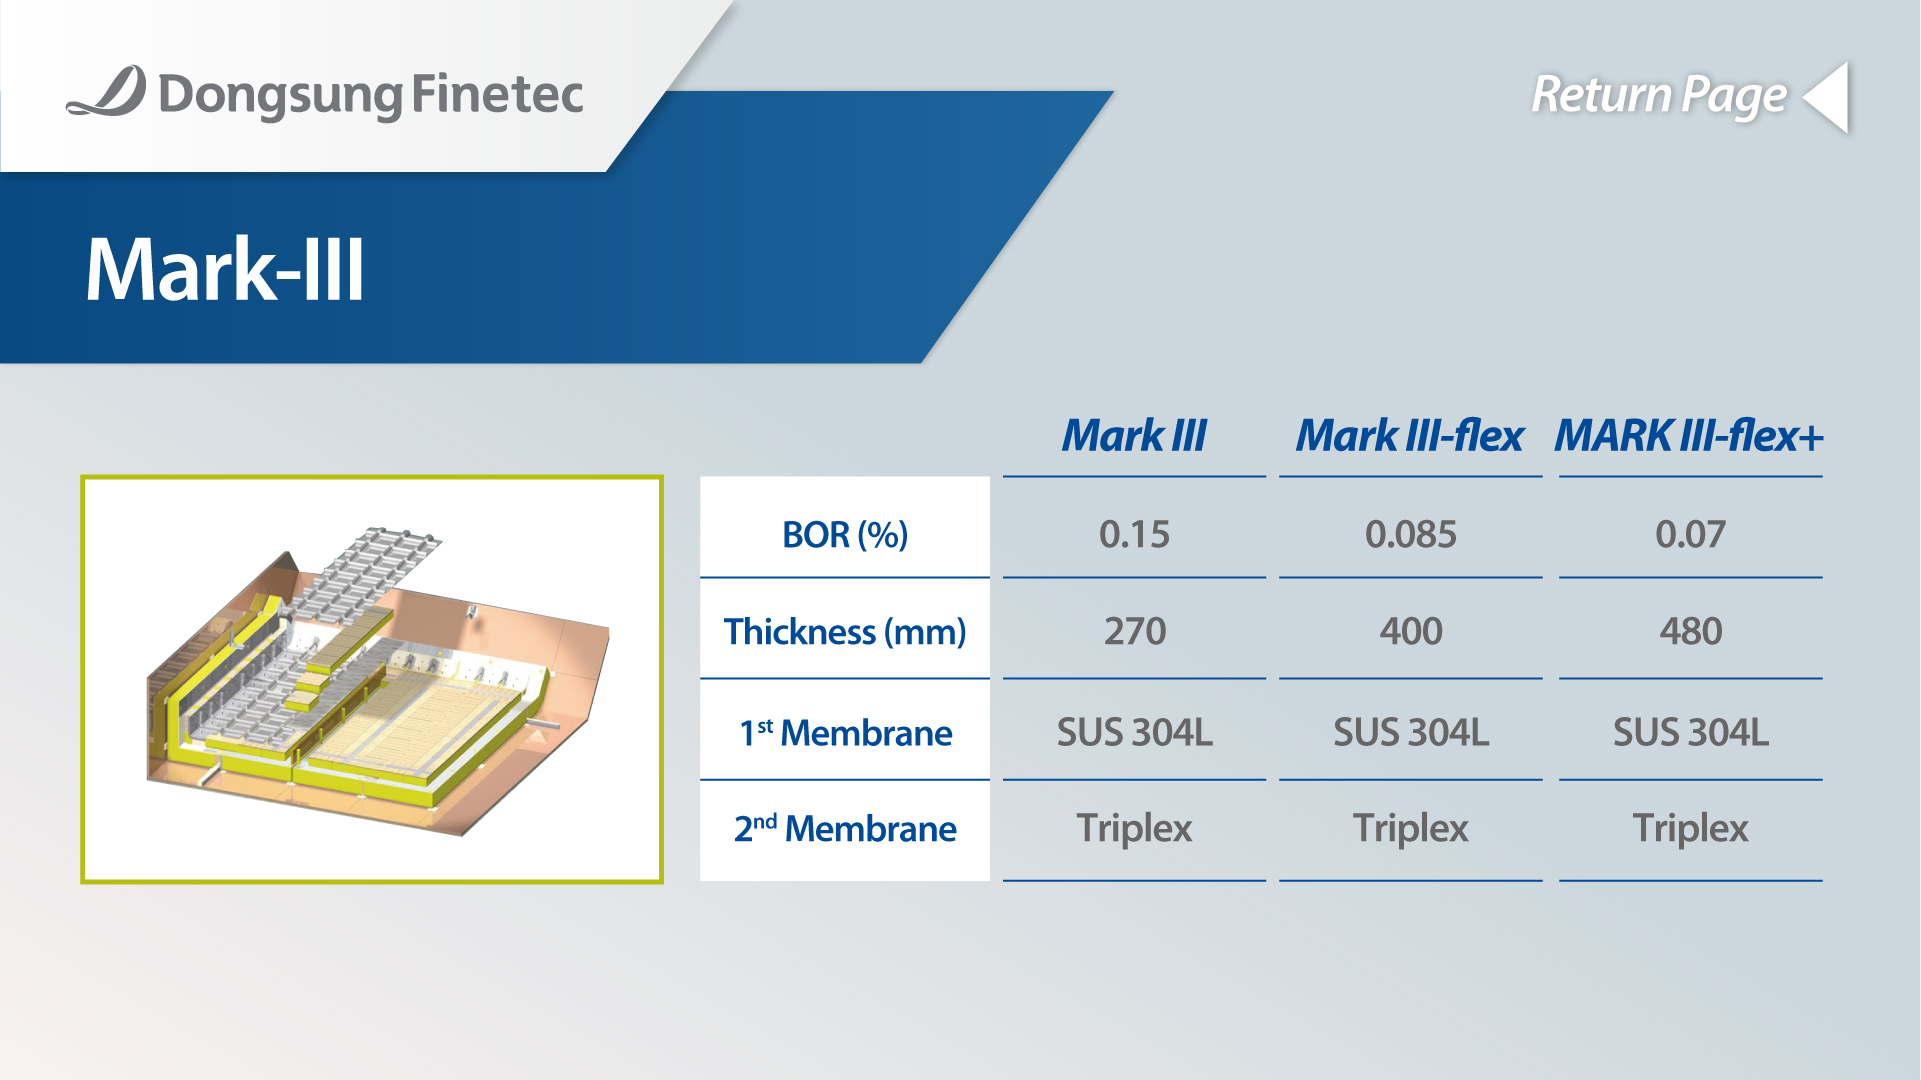 Dongsung Finetec
Return Page
Mark-III
Mark III Mark III-flex MARK III-flex+
BOR (%) 0.15 0.085 0.07
Thickness (mm) 270 400 480
1st Membrane SUS 304L SUS 304L SUS 304L
2nd Membrane Triplex Triplex Triplex